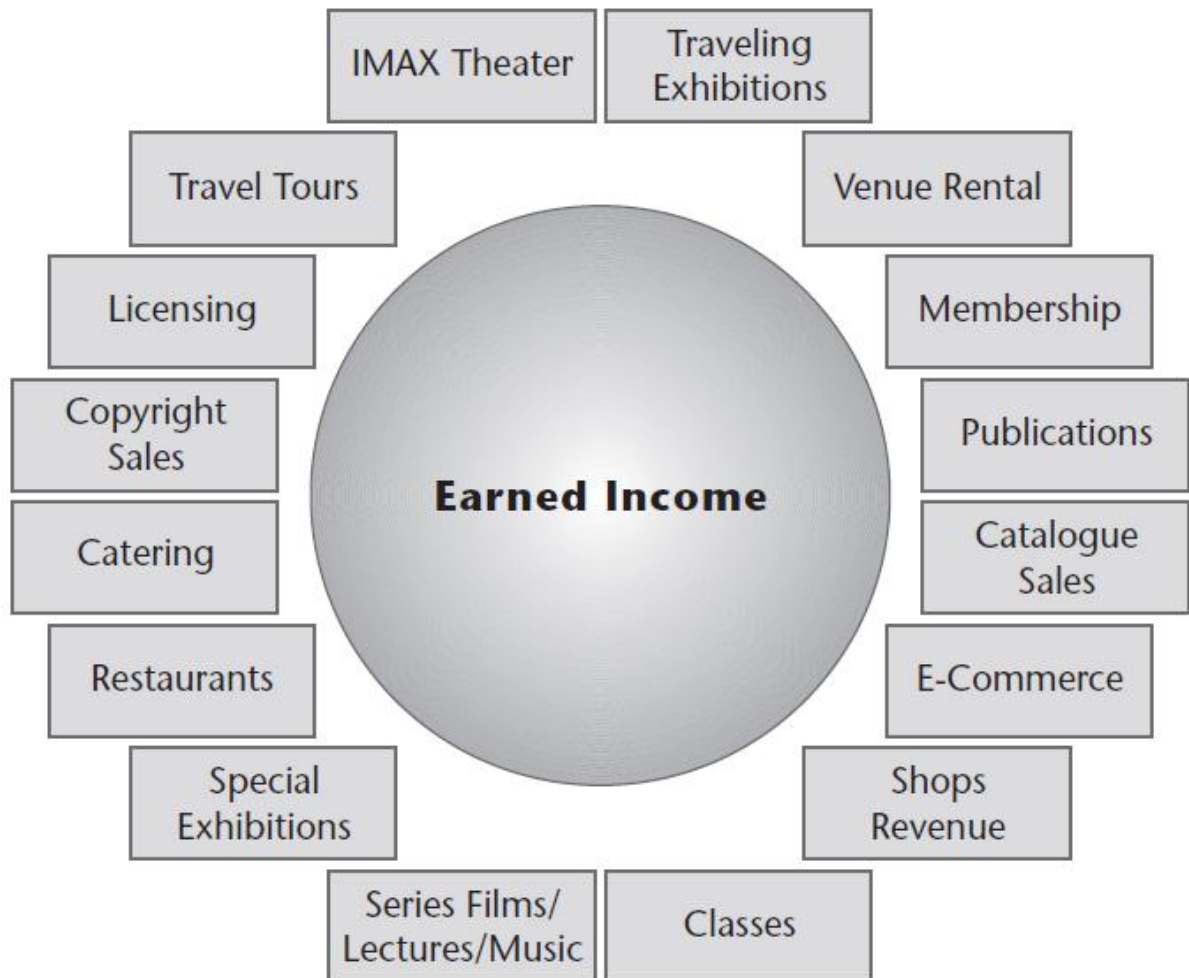 IMAX Theater
Traveling
Exhibitions
Travel Tours
Venue Rental
Licensing
Membership
Copyright
Sales
Publications
Earned Income
Catering
Catalogue
Sales
Restaurants
E-Commerce
Special
Exhibitions
Shops
Revenue
Series Films/
Lectures/Music
Classes